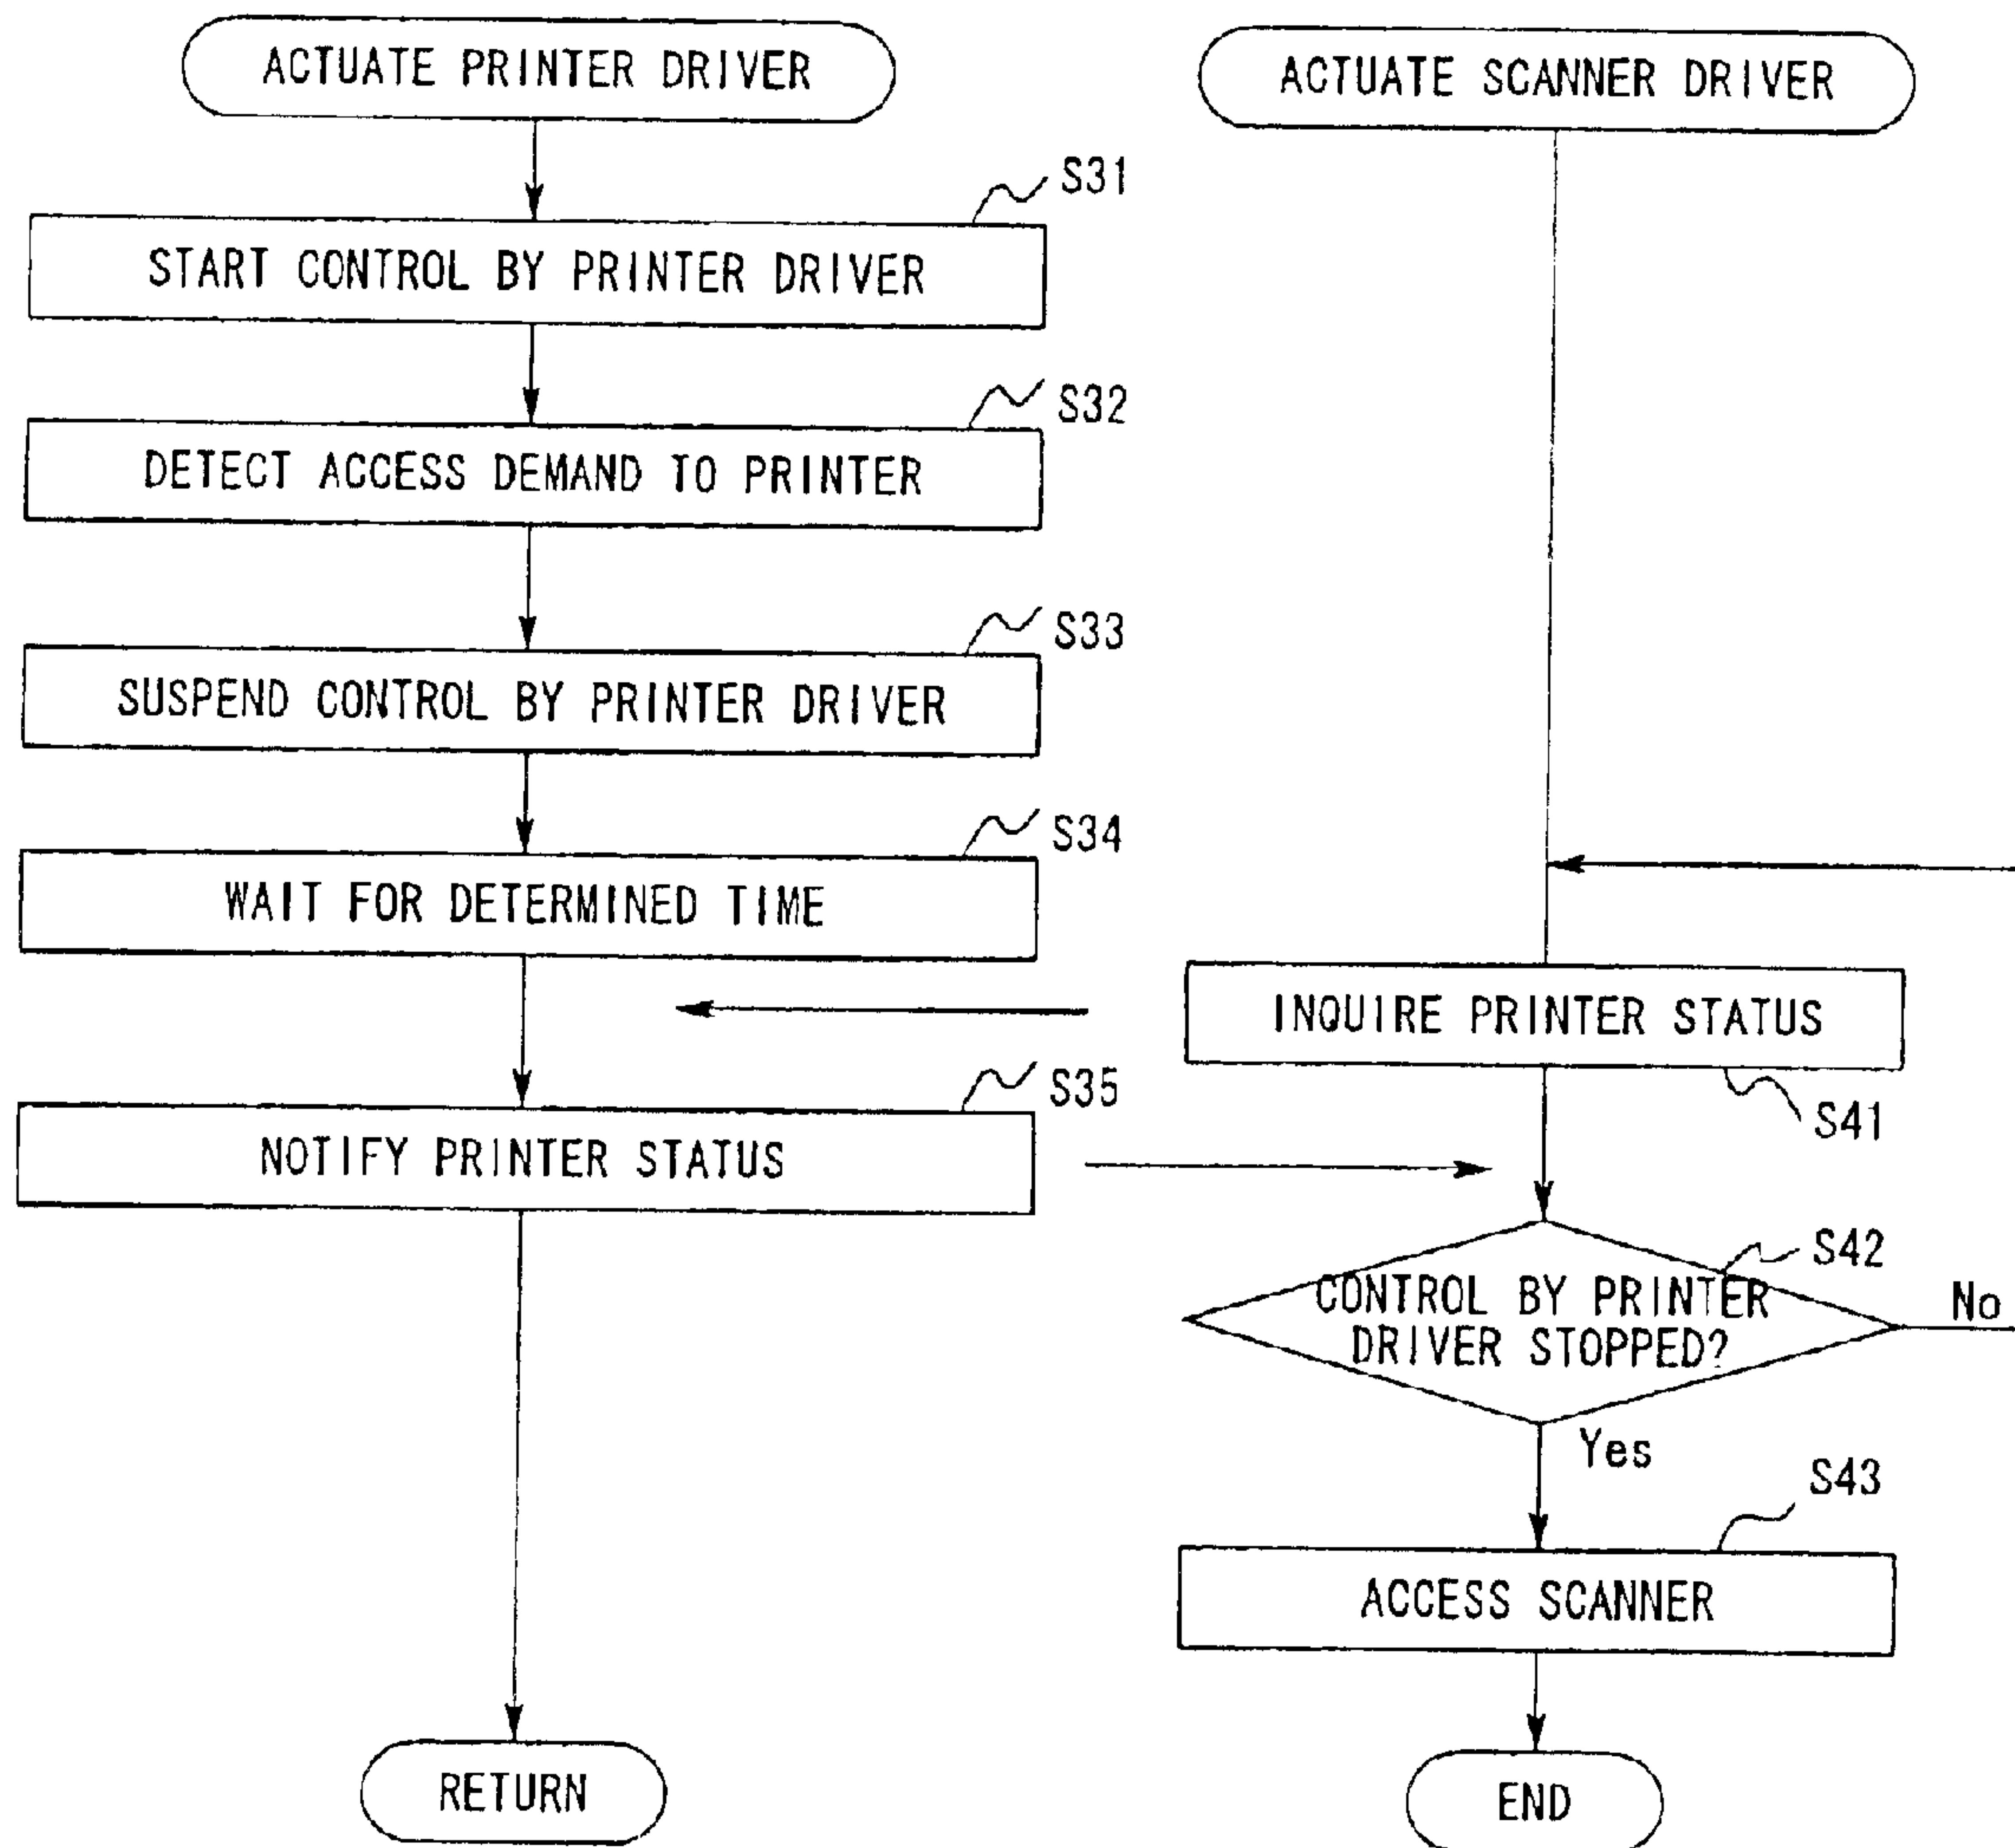 ACTUATE PRINTER DRIVER
S31
START CONTROL BY PRINTER DRIVER
S32
DETECT ACCESS DEMAND TO PRINTER
S33
SUSPEND CONTROL BY PRINTER DRIVER
S34
WAIT FOR DETERMINED TIME
S35
NOTIFY PRINTER STATUS
RETURN
ACTUATE SCANNER DRIVER
INQUIRE PRINTER STATUS
S41
S42
CONTROL BY PRINTER
DRIVER STOPPED?
No
Yes
S43
ACCESS SCANNER
END